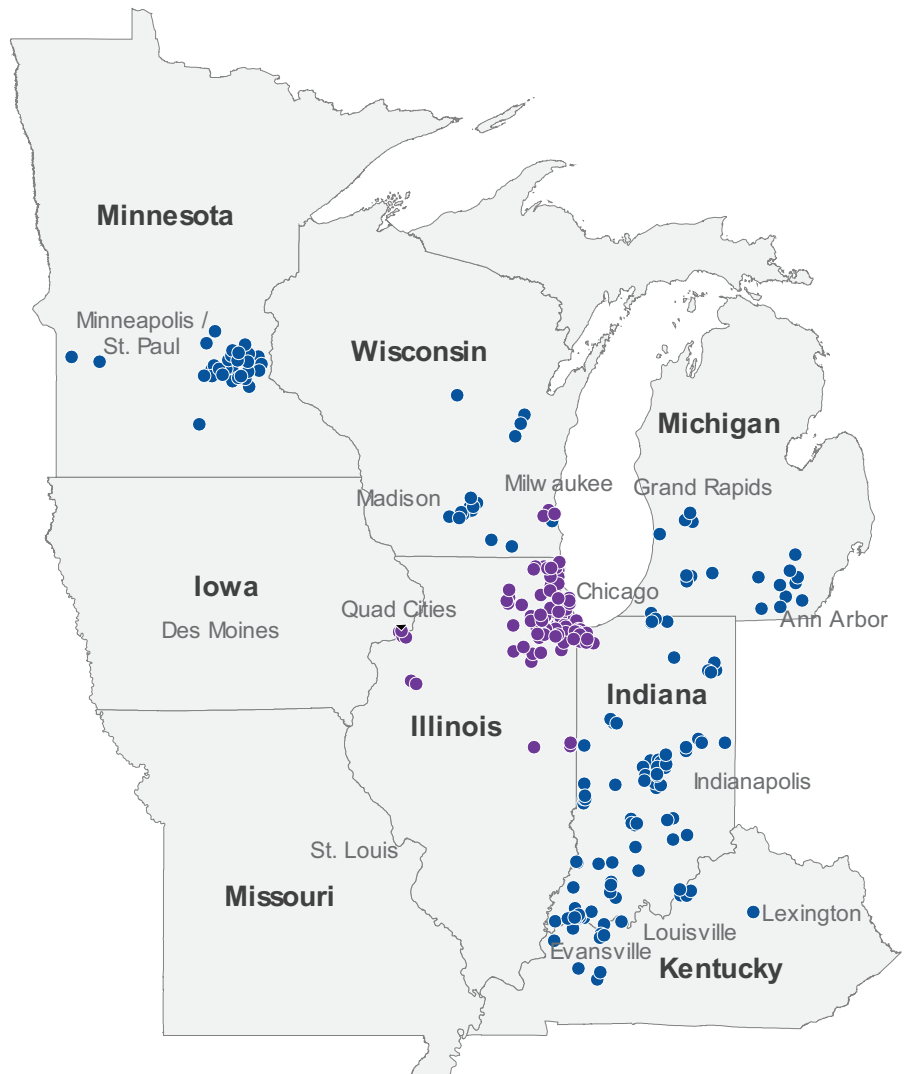 Minnesota
Minneapolis /
St. Paul
Wisconsin
Michigan
Milwaukee
Grand Rapids
Madison
Iowa
Chicago
Quad Cities
Des Moines
Ann Arbor
Indiana
Illinois
Indianapolis
St. Louis
Missouri
Lexington
Louisville
Evansville
Kentucky